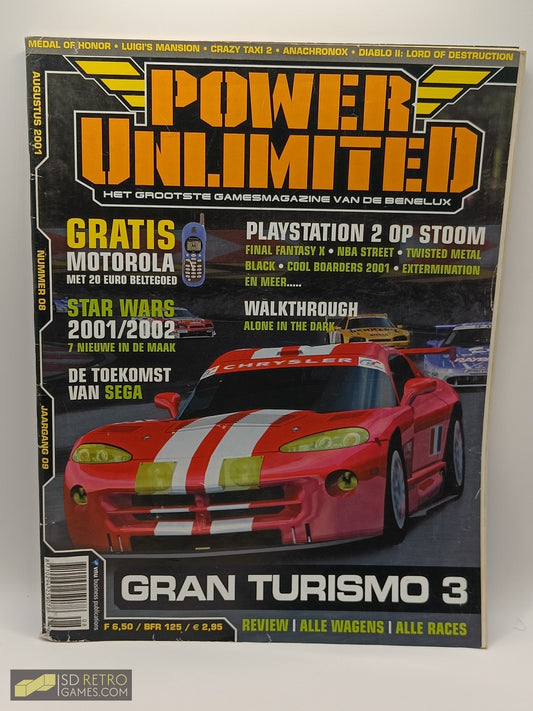 MEDAL OF HONOR • LUIGI'S MANSION • CRAZY TAXI 2 • ANACHRONOX • DIABLO II: LORD OF DESTRUCTION
POWER
UNLIMITED
HET GROOTSTE GAMESMAGAZINE VAN DE BENELUX
AUGUSTUS 2001
NUMMER 08
JAARGANG 09
GRATIS
MOTOROLA
MET 20 EURO BELTEGOED
STAR WARS
2001/2002
7 NIEUWE IN DE MAAK
DE TOEKOMST
VAN SEGA
PLAYSTATION 2 OP STOOM
FINAL FANTASY X • NBA STREET • TWISTED METAL
BLACK • COOL BOARDERS 2001 • EXTERMINATION
EN MEER.....
WALKTHROUGH
ALONE IN THE DARK
CHRYSLER
GRAN TURISMO 3
vnu business publications
F 6,50 / BFR 125 / € 2,95
REVIEW | ALLE WAGENS | ALLE RACES
SD RETRO
GAMES.COM